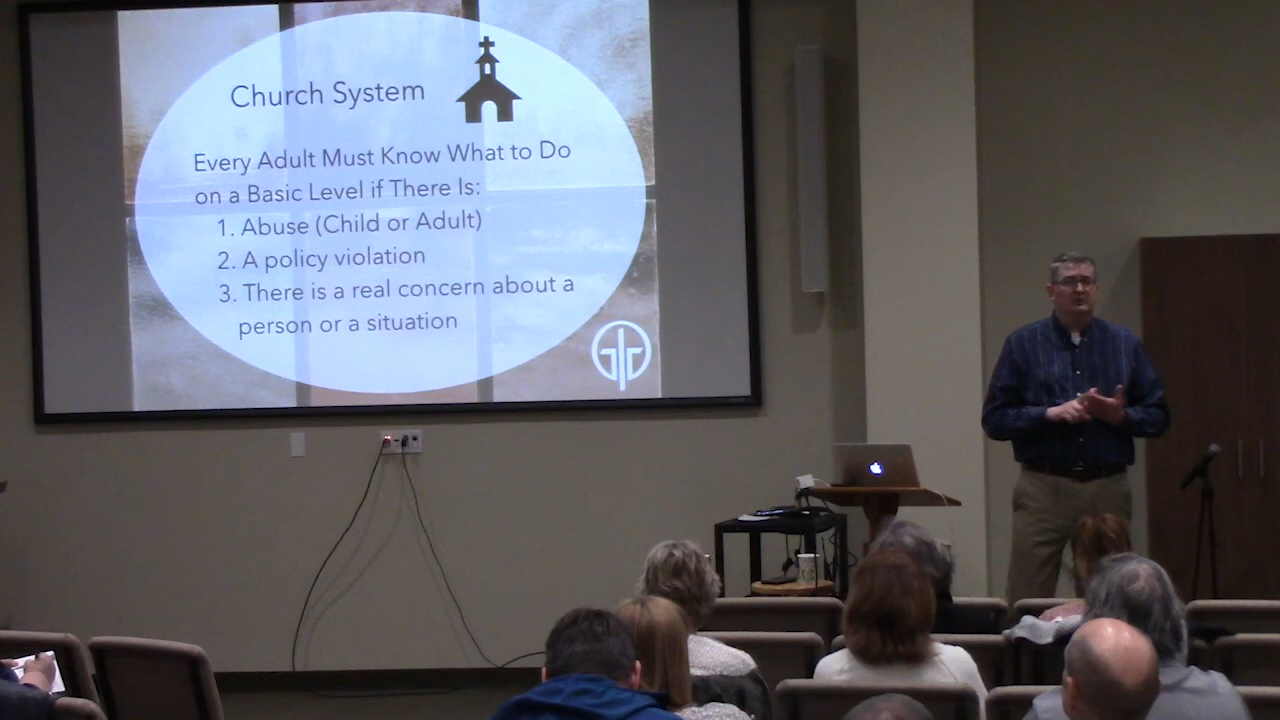 Church System
Every Adult Must Know What to Do
on a Basic Level if There Is:
1. Abuse (Child or Adult)
2. A policy violation
3. There is a real concern about a
person or a situation